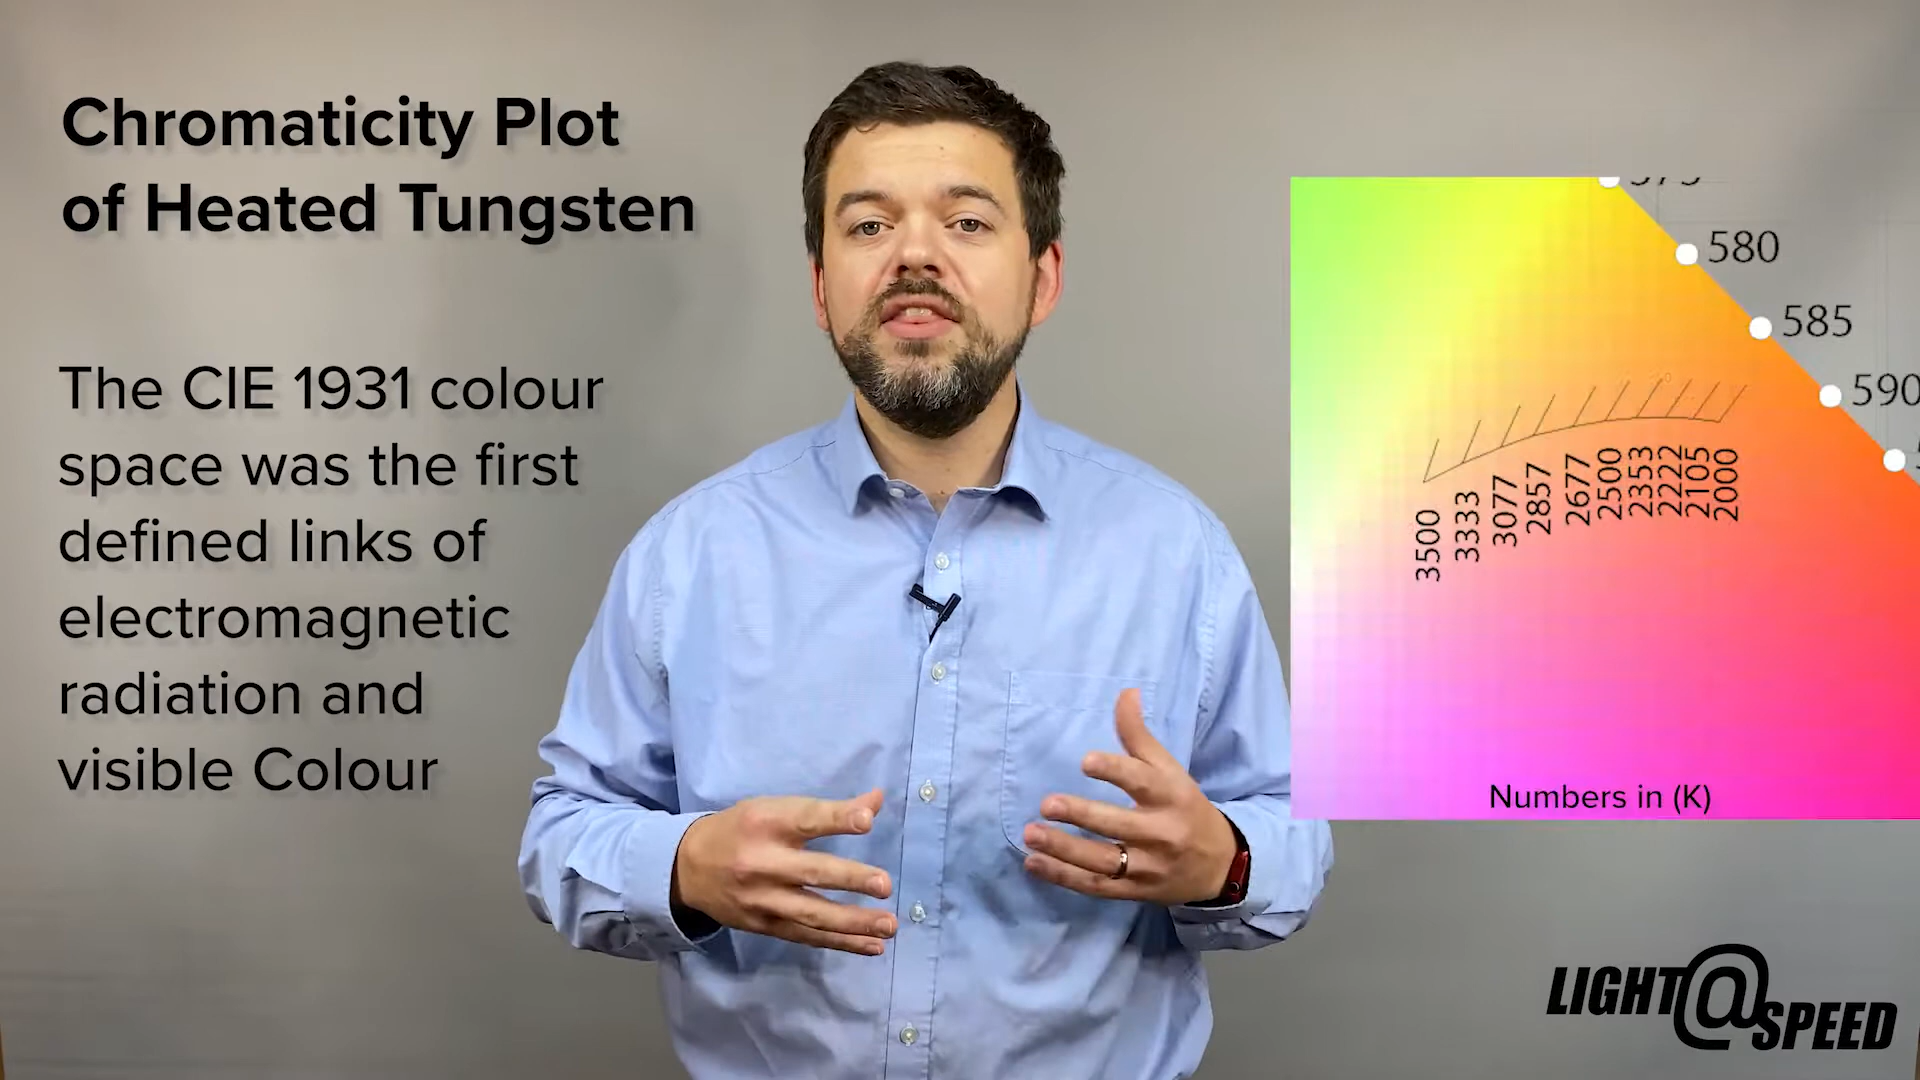 Chromaticity Plot
of Heated Tungsten
The CIE 1931 colour
space was the first
defined links of
electromagnetic
radiation and
visible Colour
580
585
590
3500
3333
3077
2857
2677
2500
2353
2222
2105
2000
Numbers in (K)
LIGHT@SPEED